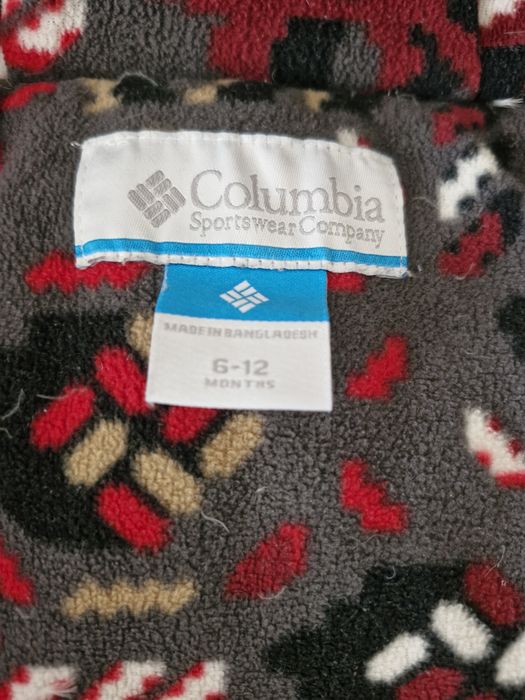 Columbia
Sportswear Company
MADE IN BANGLADESH
6-12
MONTHS